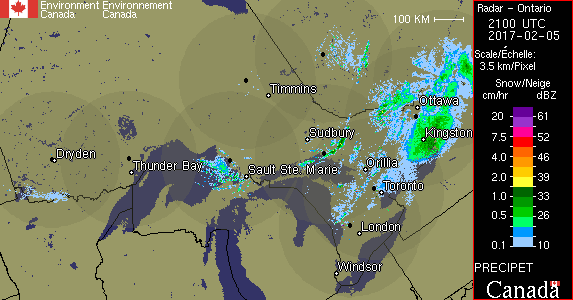 Environment Environnement
Canada Canada
100 KM
Timmins
Ottawa
Sudbury
Kingston
Dryden
Thunder Bay
Sault Ste. Marie
Orillia
Toronto
London
Windsor
Radar - Ontario
2100 UTC
2017-02-05
Scale/Échelle:
3.5 km/Pixel
Snow/Neige
cm/hr dBZ
20 61
7.5 52
4.0 46
2.0 39
1.0 33
0.5 26
0.1 10
PRECIPET
Canada